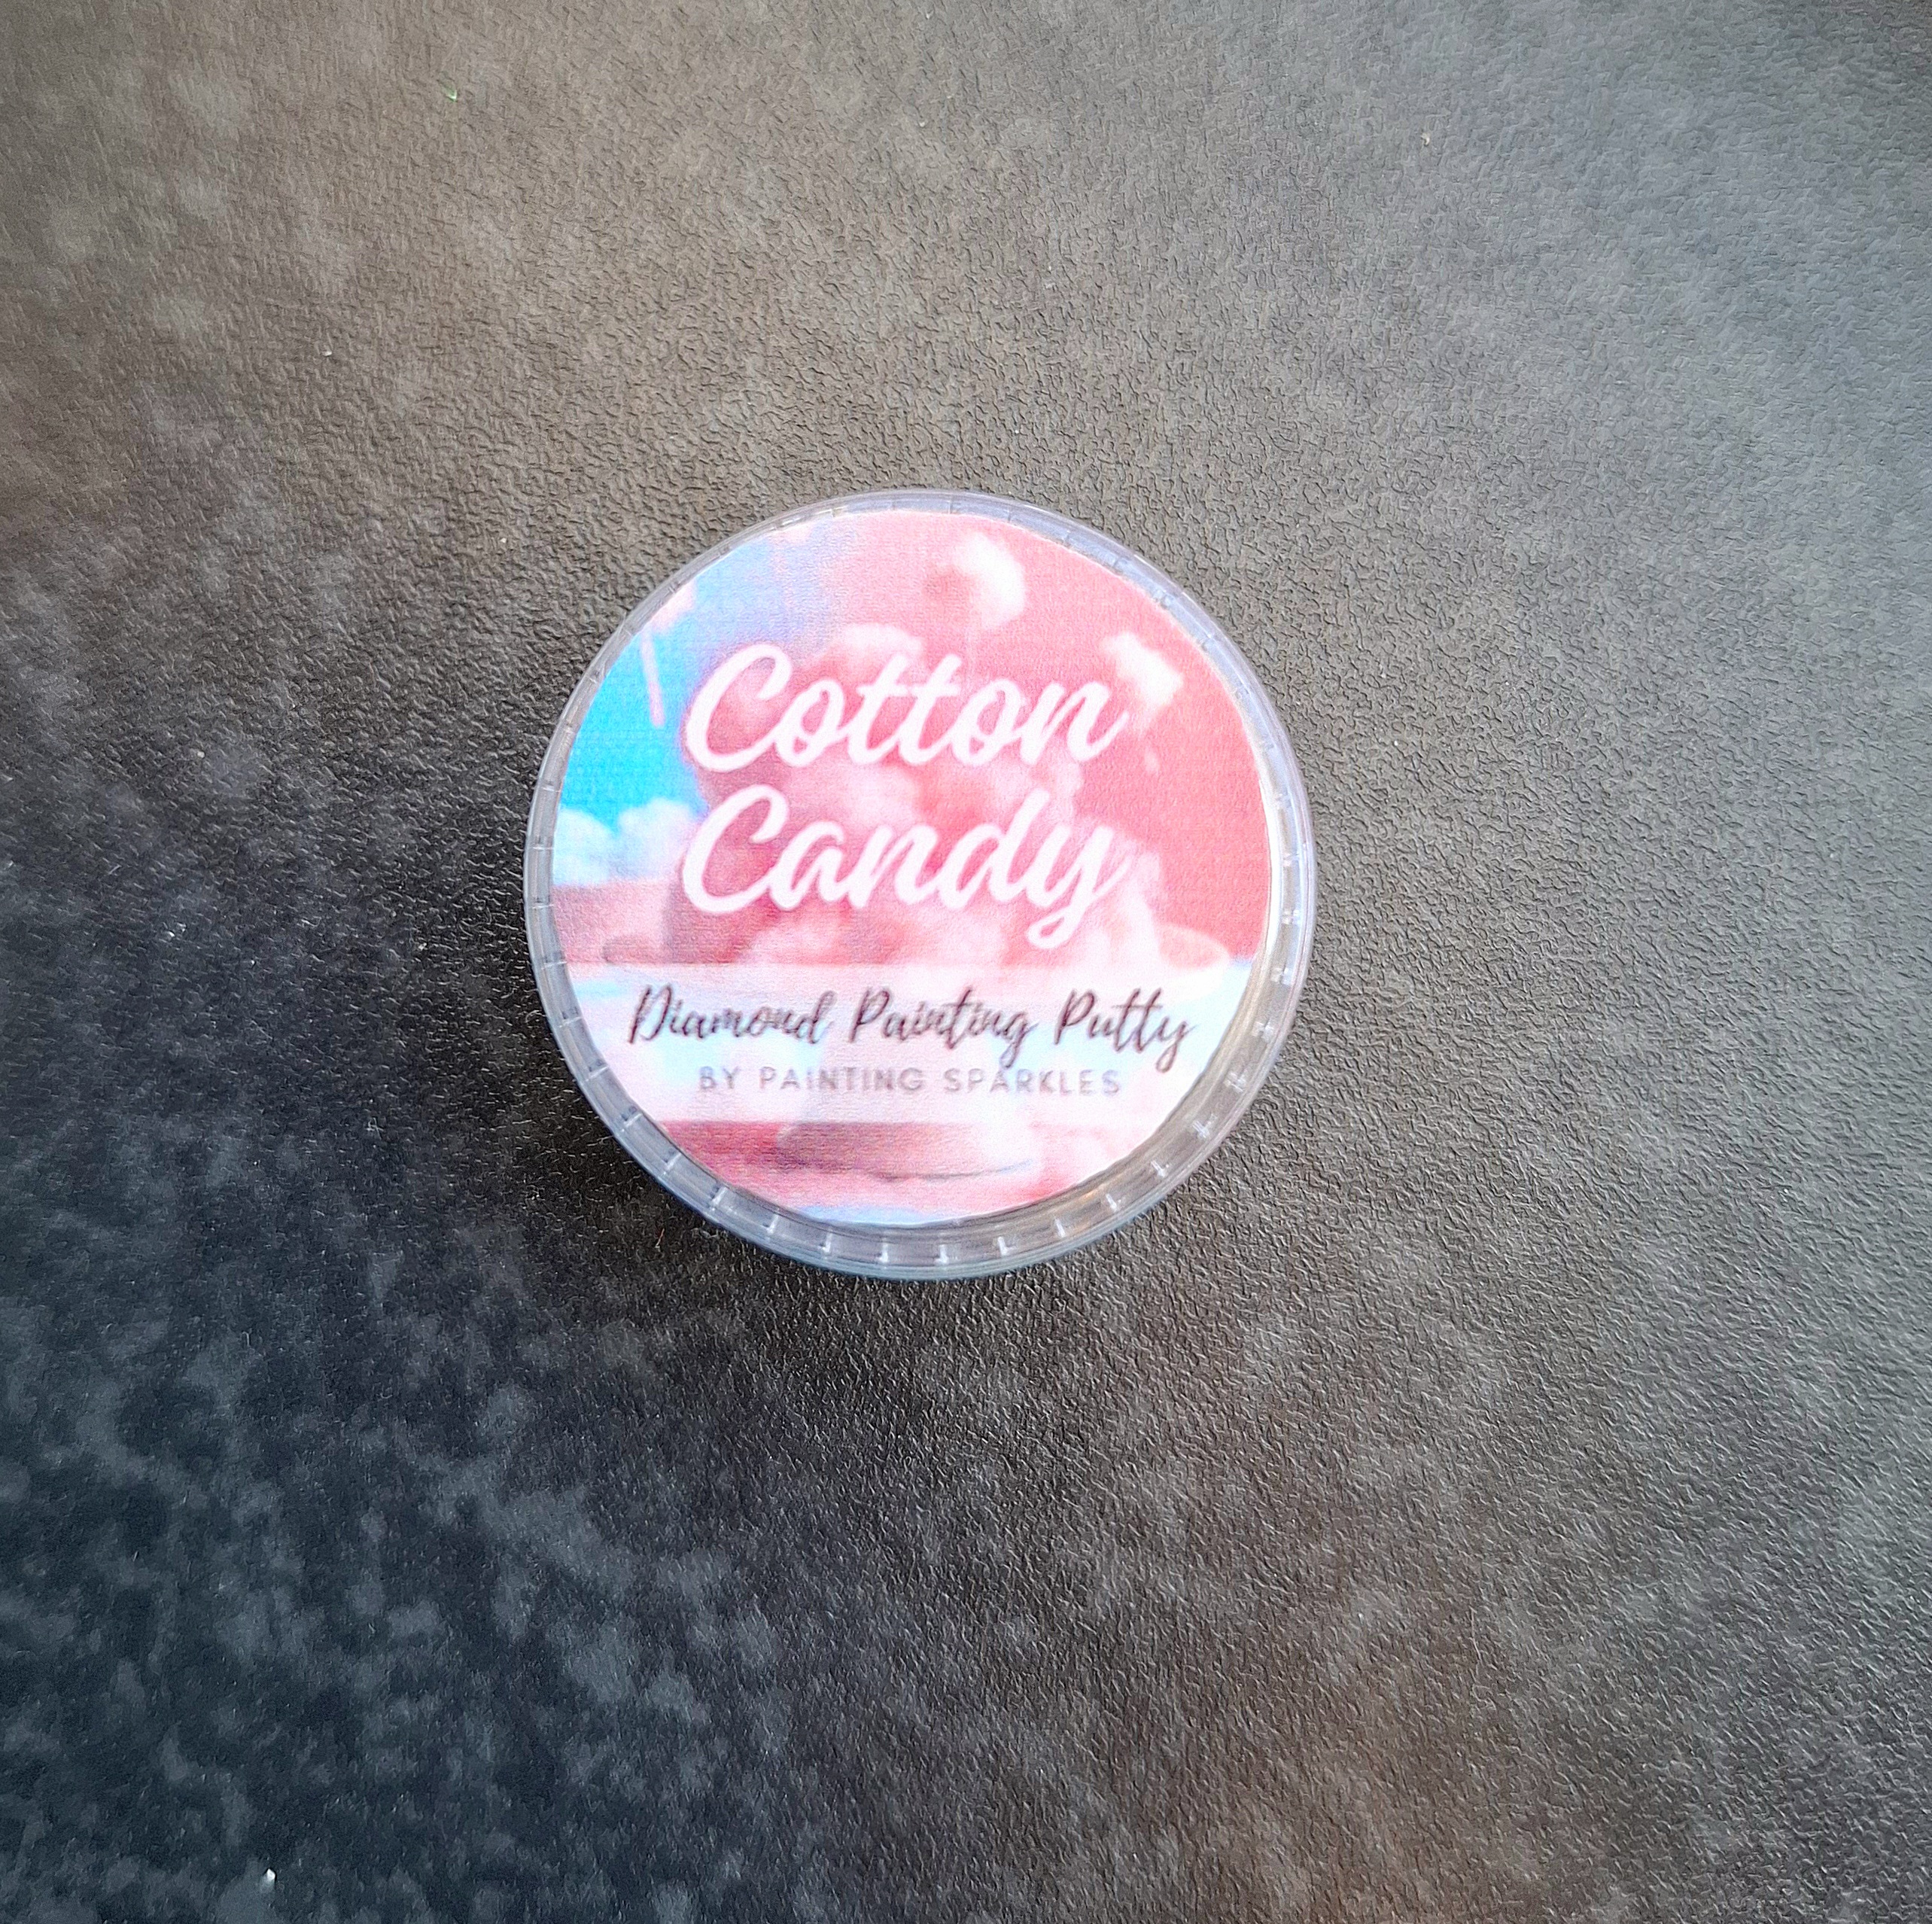 Cotton
Candy
Diamond Painting Putty
BY PAINTING SPARKLES